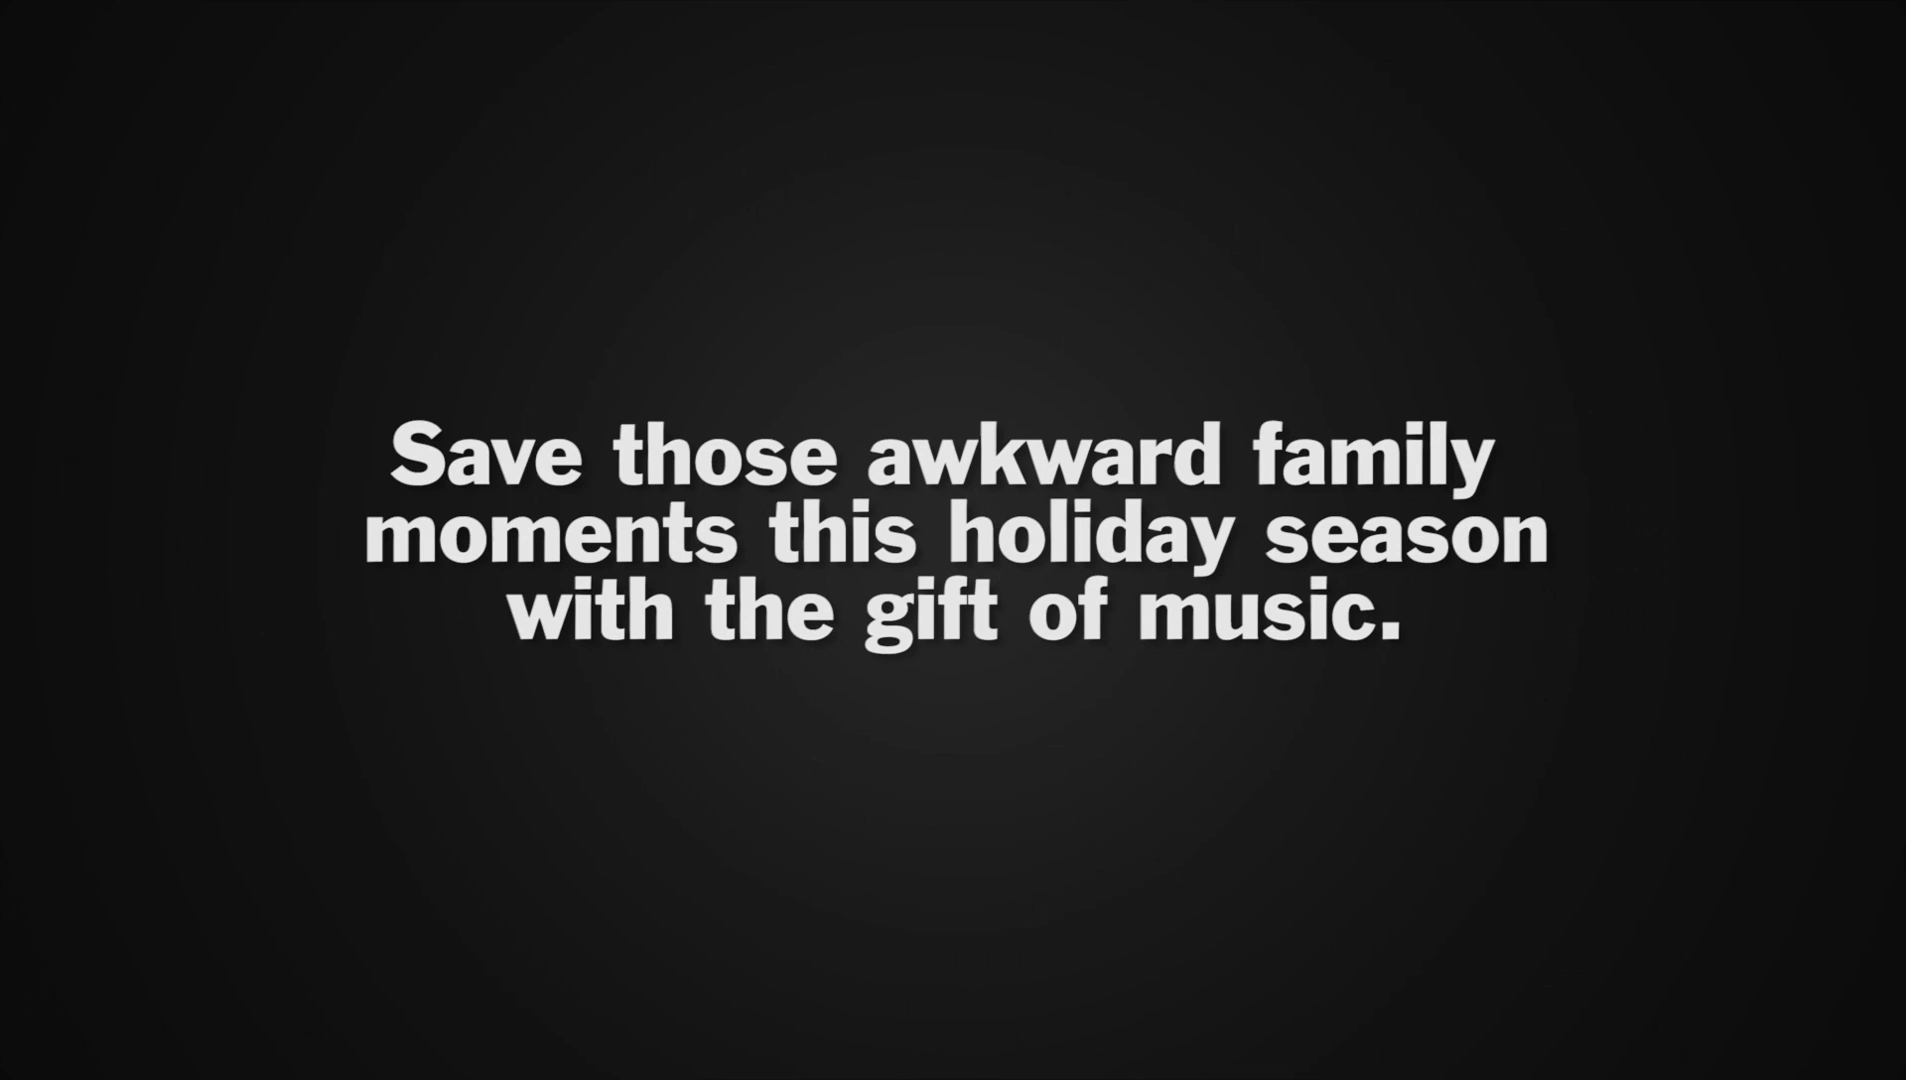 Save those awkward family
moments this holiday season
with the gift of music.